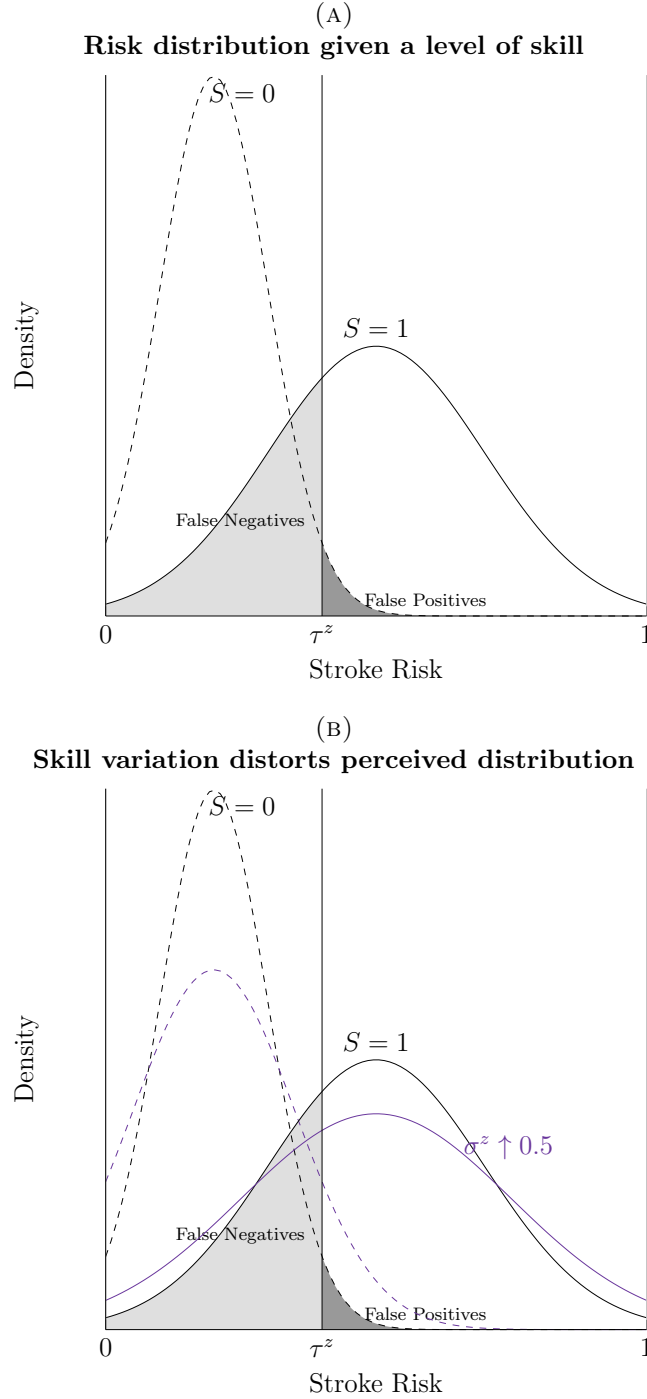 (A)
Risk distribution given a level of skill
S = 0
Density
S = 1
False Negatives
False Positives
0
τ^z
1
Stroke Risk
(B)
Skill variation distorts perceived distribution
S = 0
Density
S = 1
σ^z ↑ 0.5
False Negatives
False Positives
0
τ^z
1
Stroke Risk